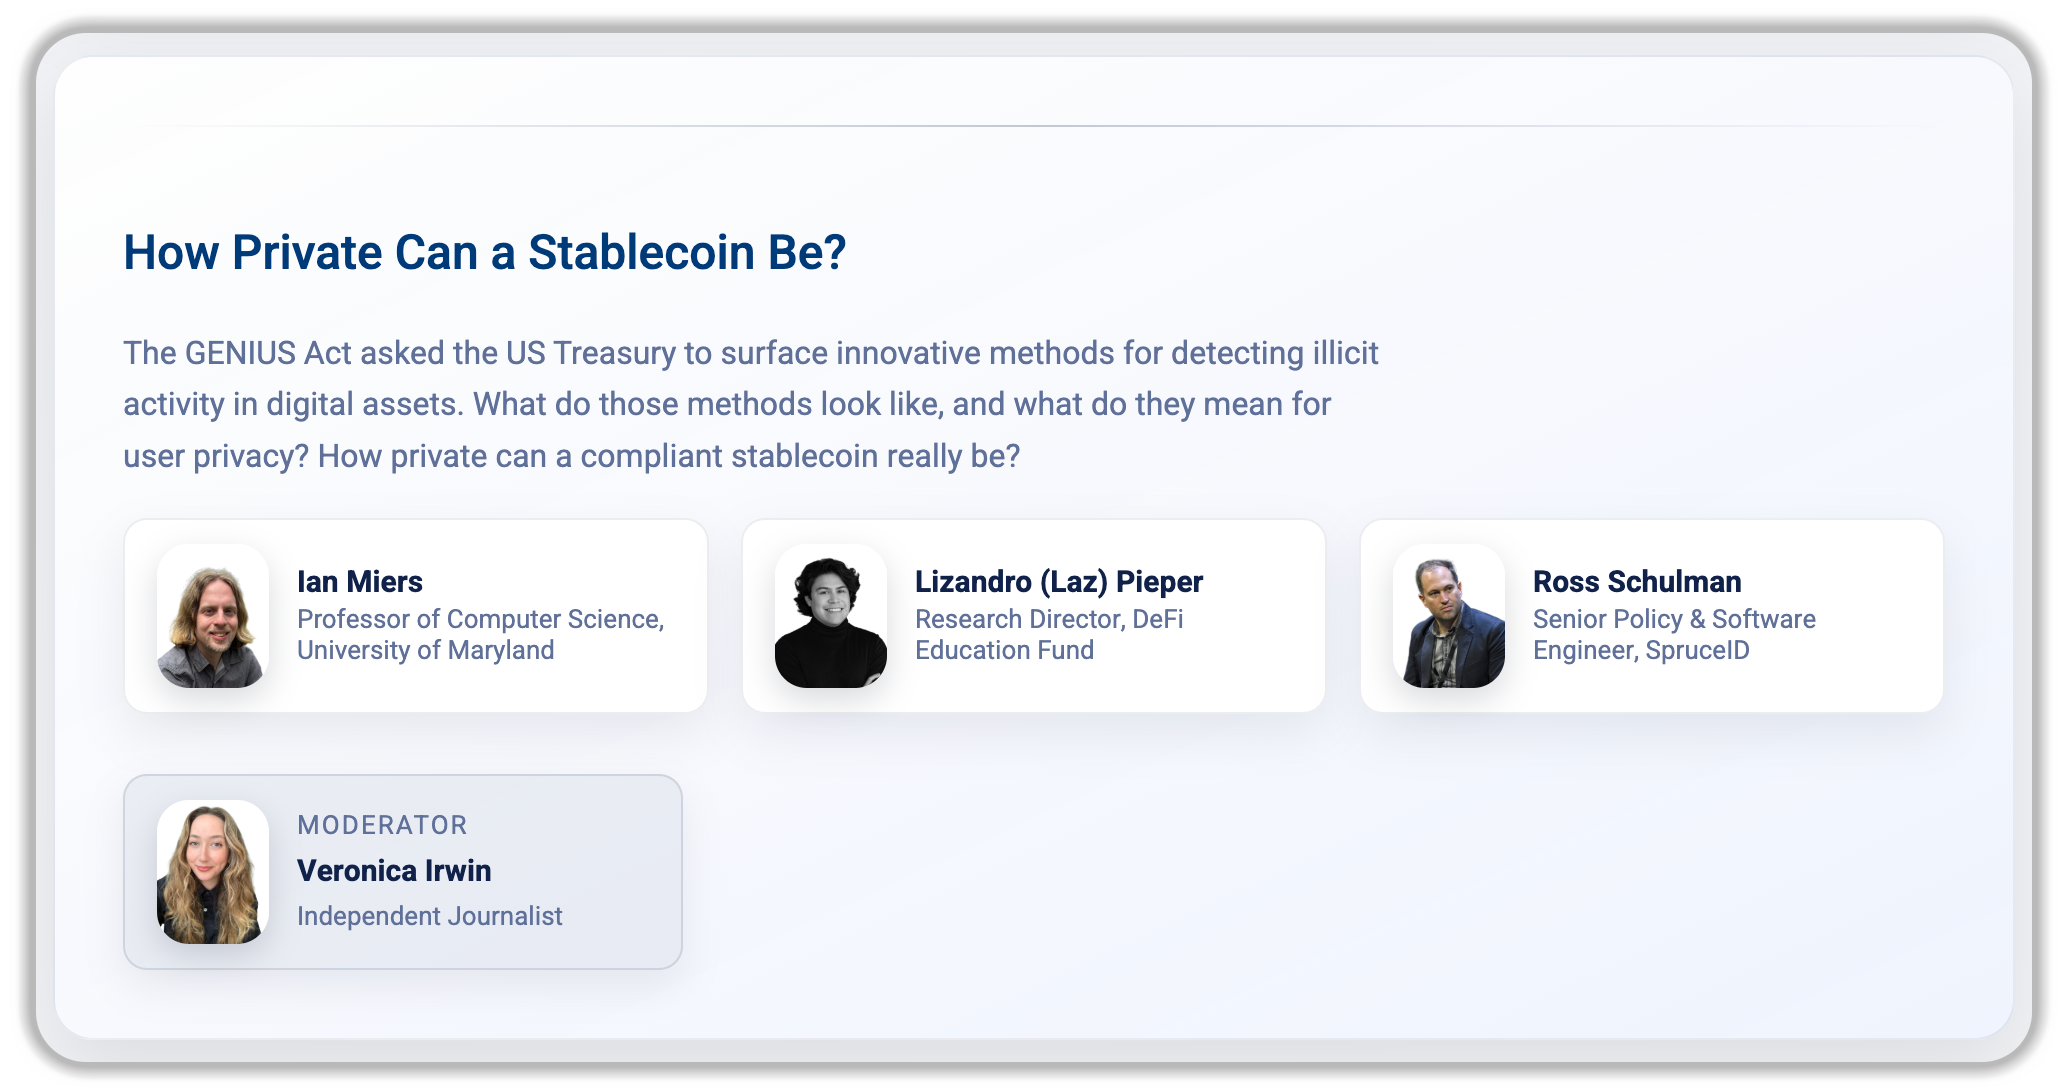 How Private Can a Stablecoin Be?
The GENIUS Act asked the US Treasury to surface innovative methods for detecting illicit
activity in digital assets. What do those methods look like, and what do they mean for
user privacy? How private can a compliant stablecoin really be?
Ian Miers
Professor of Computer Science,
University of Maryland
Lizandro (Laz) Pieper
Research Director, DeFi
Education Fund
Ross Schulman
Senior Policy & Software
Engineer, SpruceID
MODERATOR
Veronica Irwin
Independent Journalist